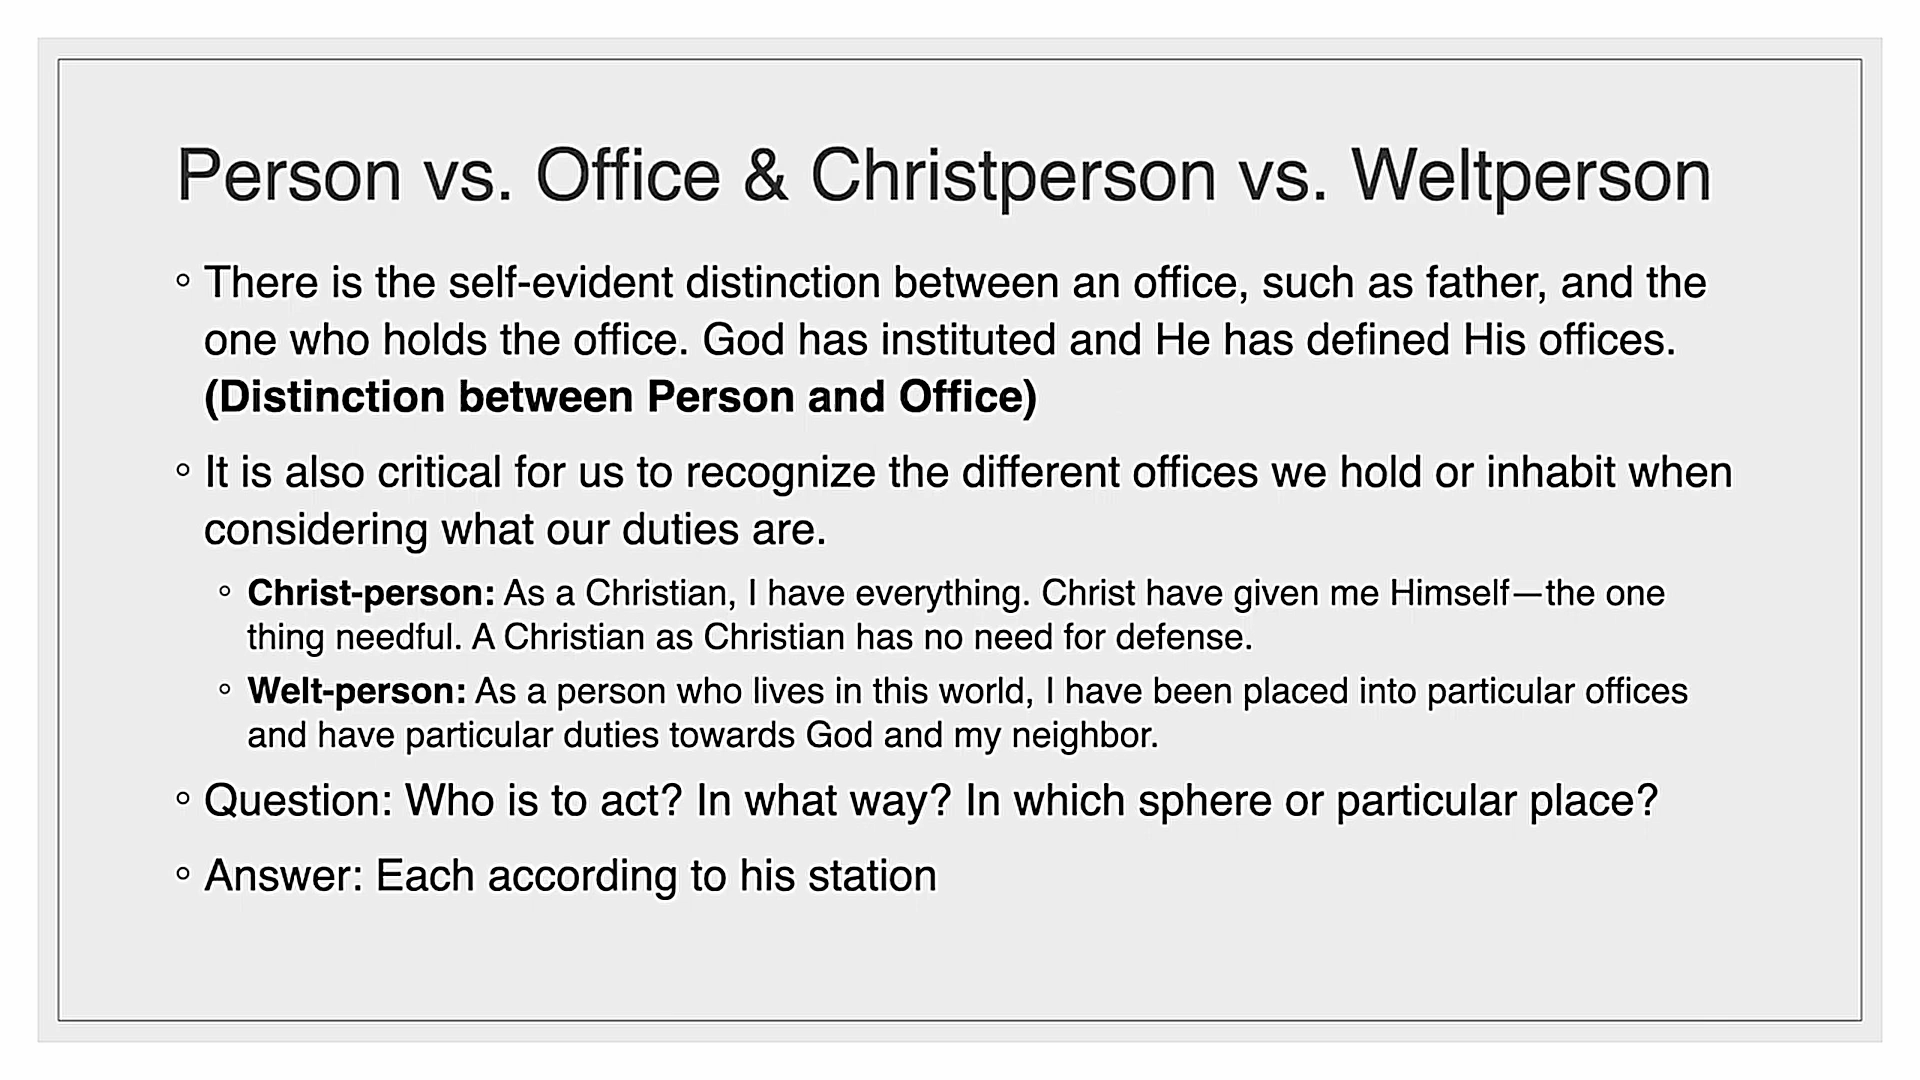 Person vs. Office & Christperson vs. Weltperson
◦ There is the self-evident distinction between an office, such as father, and the
one who holds the office. God has instituted and He has defined His offices.
(Distinction between Person and Office)
◦ It is also critical for us to recognize the different offices we hold or inhabit when
considering what our duties are.
◦ Christ-person: As a Christian, I have everything. Christ have given me Himself—the one
thing needful. A Christian as Christian has no need for defense.
◦ Welt-person: As a person who lives in this world, I have been placed into particular offices
and have particular duties towards God and my neighbor.
◦ Question: Who is to act? In what way? In which sphere or particular place?
◦ Answer: Each according to his station